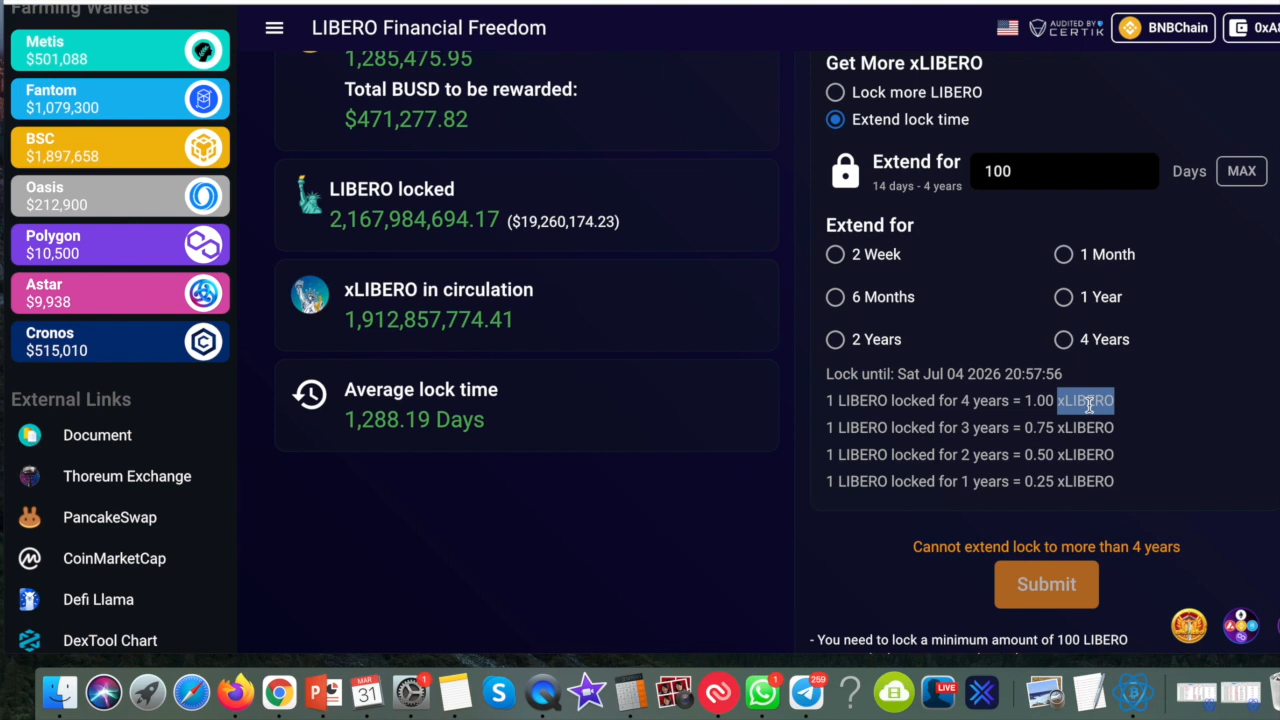 Farming Wallets
Metis
$501,088
Fantom
$1,079,300
BSC
$1,897,658
Oasis
$212,900
Polygon
$10,500
Astar
$9,938
Cronos
$515,010
External Links
Document
Thoreum Exchange
PancakeSwap
CoinMarketCap
Defi Llama
DexTool Chart
LIBERO Financial Freedom
AUDITED BY
CERTIK
BNBChain
0xA8
1,285,475.95
Total BUSD to be rewarded:
$471,277.82
LIBERO locked
2,167,984,694.17 ($19,260,174.23)
xLIBERO in circulation
1,912,857,774.41
Average lock time
1,288.19 Days
Get More xLIBERO
Lock more LIBERO
Extend lock time
Extend for
14 days - 4 years
100
Days
MAX
Extend for
2 Week
1 Month
6 Months
1 Year
2 Years
4 Years
Lock until: Sat Jul 04 2026 20:57:56
1 LIBERO locked for 4 years = 1.00 xLIBERO
1 LIBERO locked for 3 years = 0.75 xLIBERO
1 LIBERO locked for 2 years = 0.50 xLIBERO
1 LIBERO locked for 1 years = 0.25 xLIBERO
Cannot extend lock to more than 4 years
Submit
- You need to lock a minimum amount of 100 LIBERO
MAR
31
1
1
259
LIVE